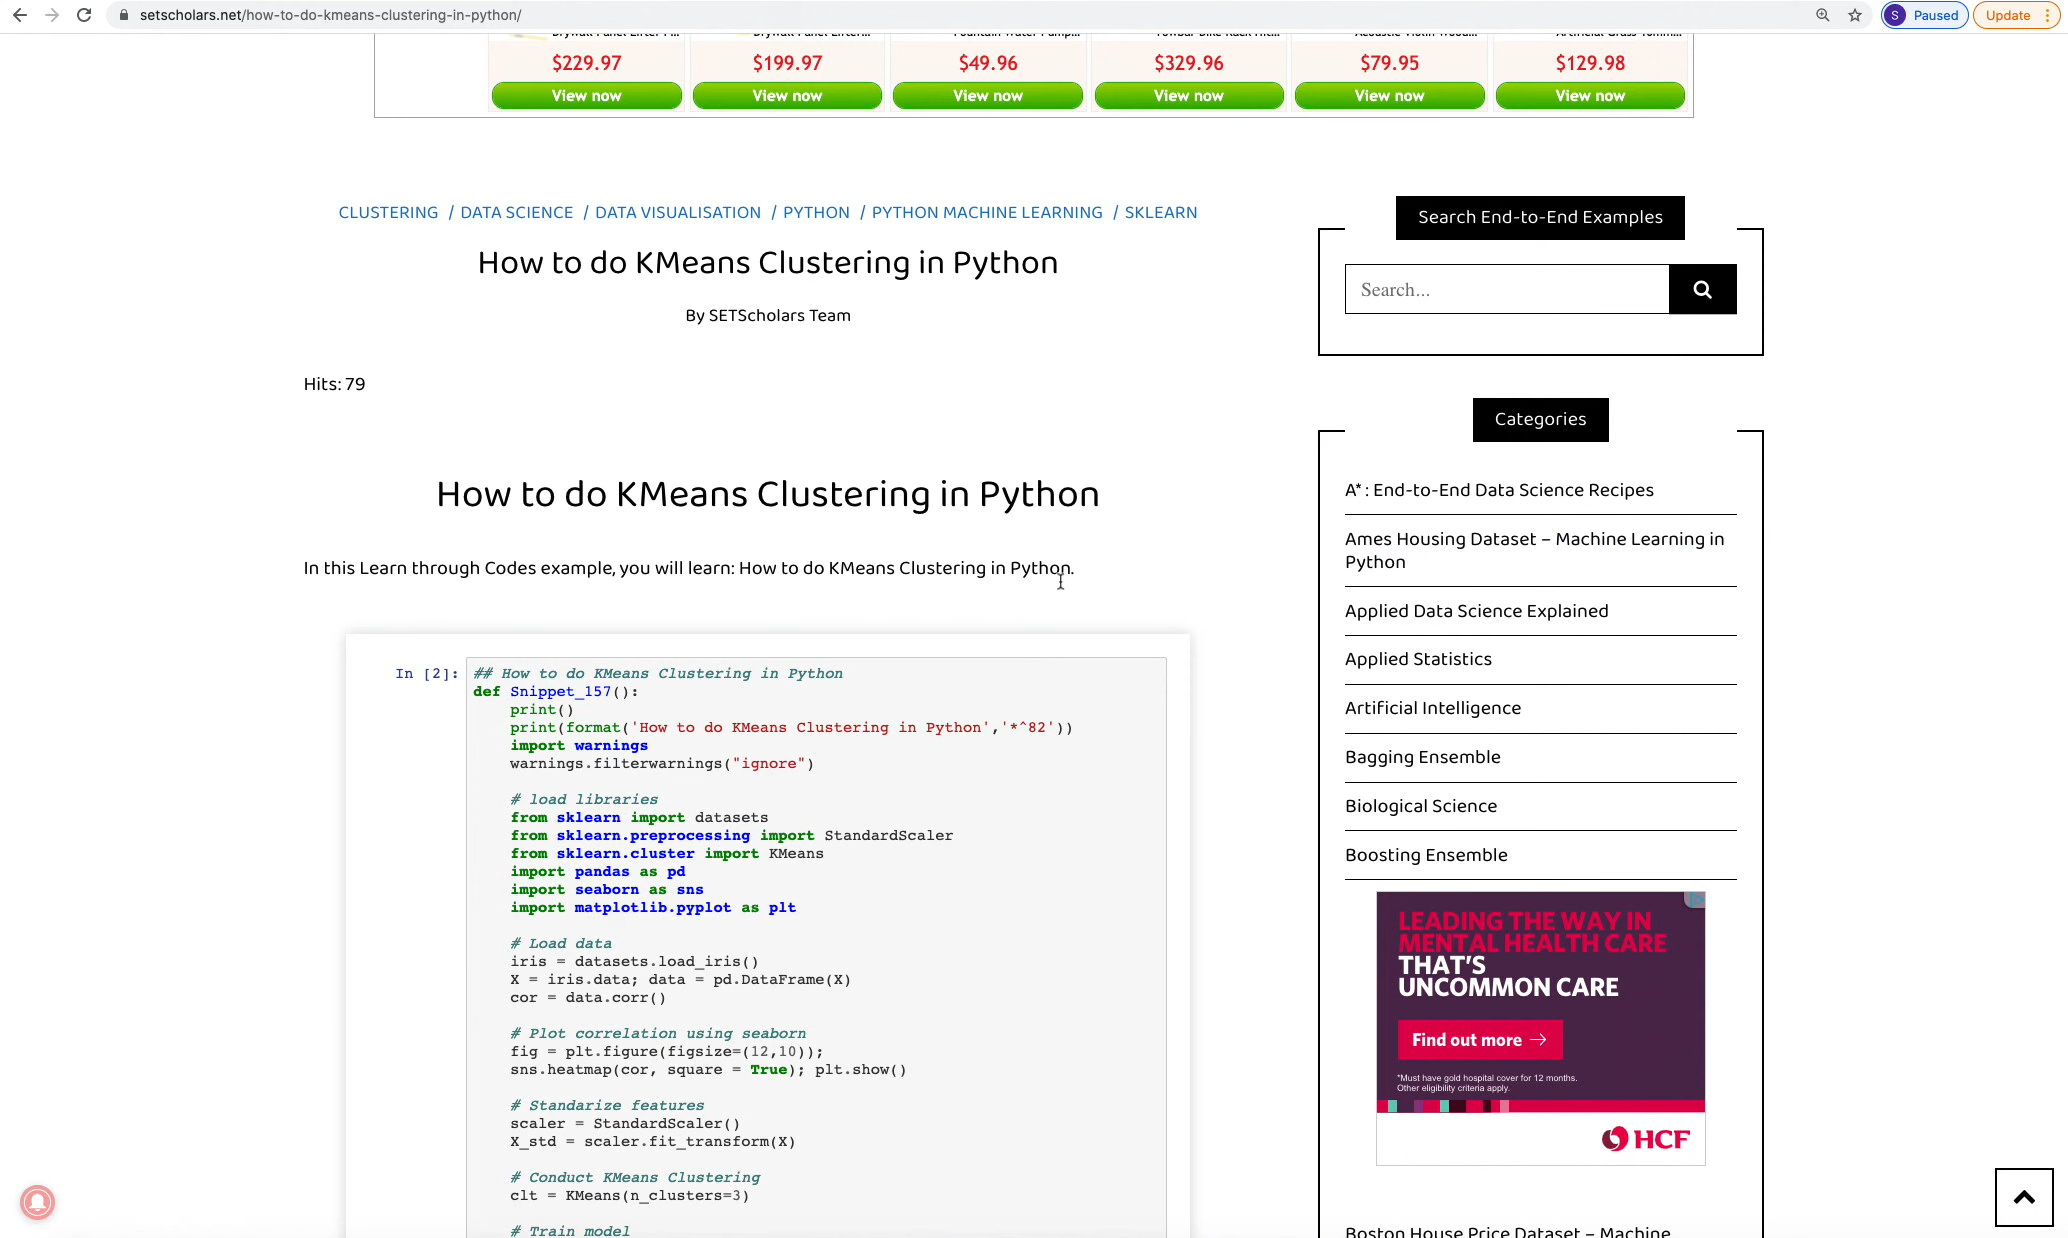 setscholars.net/how-to-do-kmeans-clustering-in-python/
S Paused
Update
$229.97 $199.97 $49.96 $329.96 $79.95 $129.98
View now View now View now View now View now View now
CLUSTERING / DATA SCIENCE / DATA VISUALISATION / PYTHON / PYTHON MACHINE LEARNING / SKLEARN
How to do KMeans Clustering in Python
By SETScholars Team
Hits: 79
How to do KMeans Clustering in Python
In this Learn through Codes example, you will learn: How to do KMeans Clustering in Python.
In [2]:
## How to do KMeans Clustering in Python
def Snippet_157():
    print()
    print(format('How to do KMeans Clustering in Python','*^82'))
    import warnings
    warnings.filterwarnings("ignore")
    # load libraries
    from sklearn import datasets
    from sklearn.preprocessing import StandardScaler
    from sklearn.cluster import KMeans
    import pandas as pd
    import seaborn as sns
    import matplotlib.pyplot as plt
    # Load data
    iris = datasets.load_iris()
    X = iris.data; data = pd.DataFrame(X)
    cor = data.corr()
    # Plot correlation using seaborn
    fig = plt.figure(figsize=(12,10));
    sns.heatmap(cor, square = True); plt.show()
    # Standarize features
    scaler = StandardScaler()
    X_std = scaler.fit_transform(X)
    # Conduct KMeans Clustering
    clt = KMeans(n_clusters=3)
    # Train model
Search End-to-End Examples
Search...
Categories
A* : End-to-End Data Science Recipes
Ames Housing Dataset – Machine Learning in
Python
Applied Data Science Explained
Applied Statistics
Artificial Intelligence
Bagging Ensemble
Biological Science
Boosting Ensemble
LEADING THE WAY IN
MENTAL HEALTH CARE
THAT'S
UNCOMMON CARE
Find out more →
*Must have gold hospital cover for 12 months.
Other eligibility criteria apply.
HCF
Boston House Price Dataset – Machine